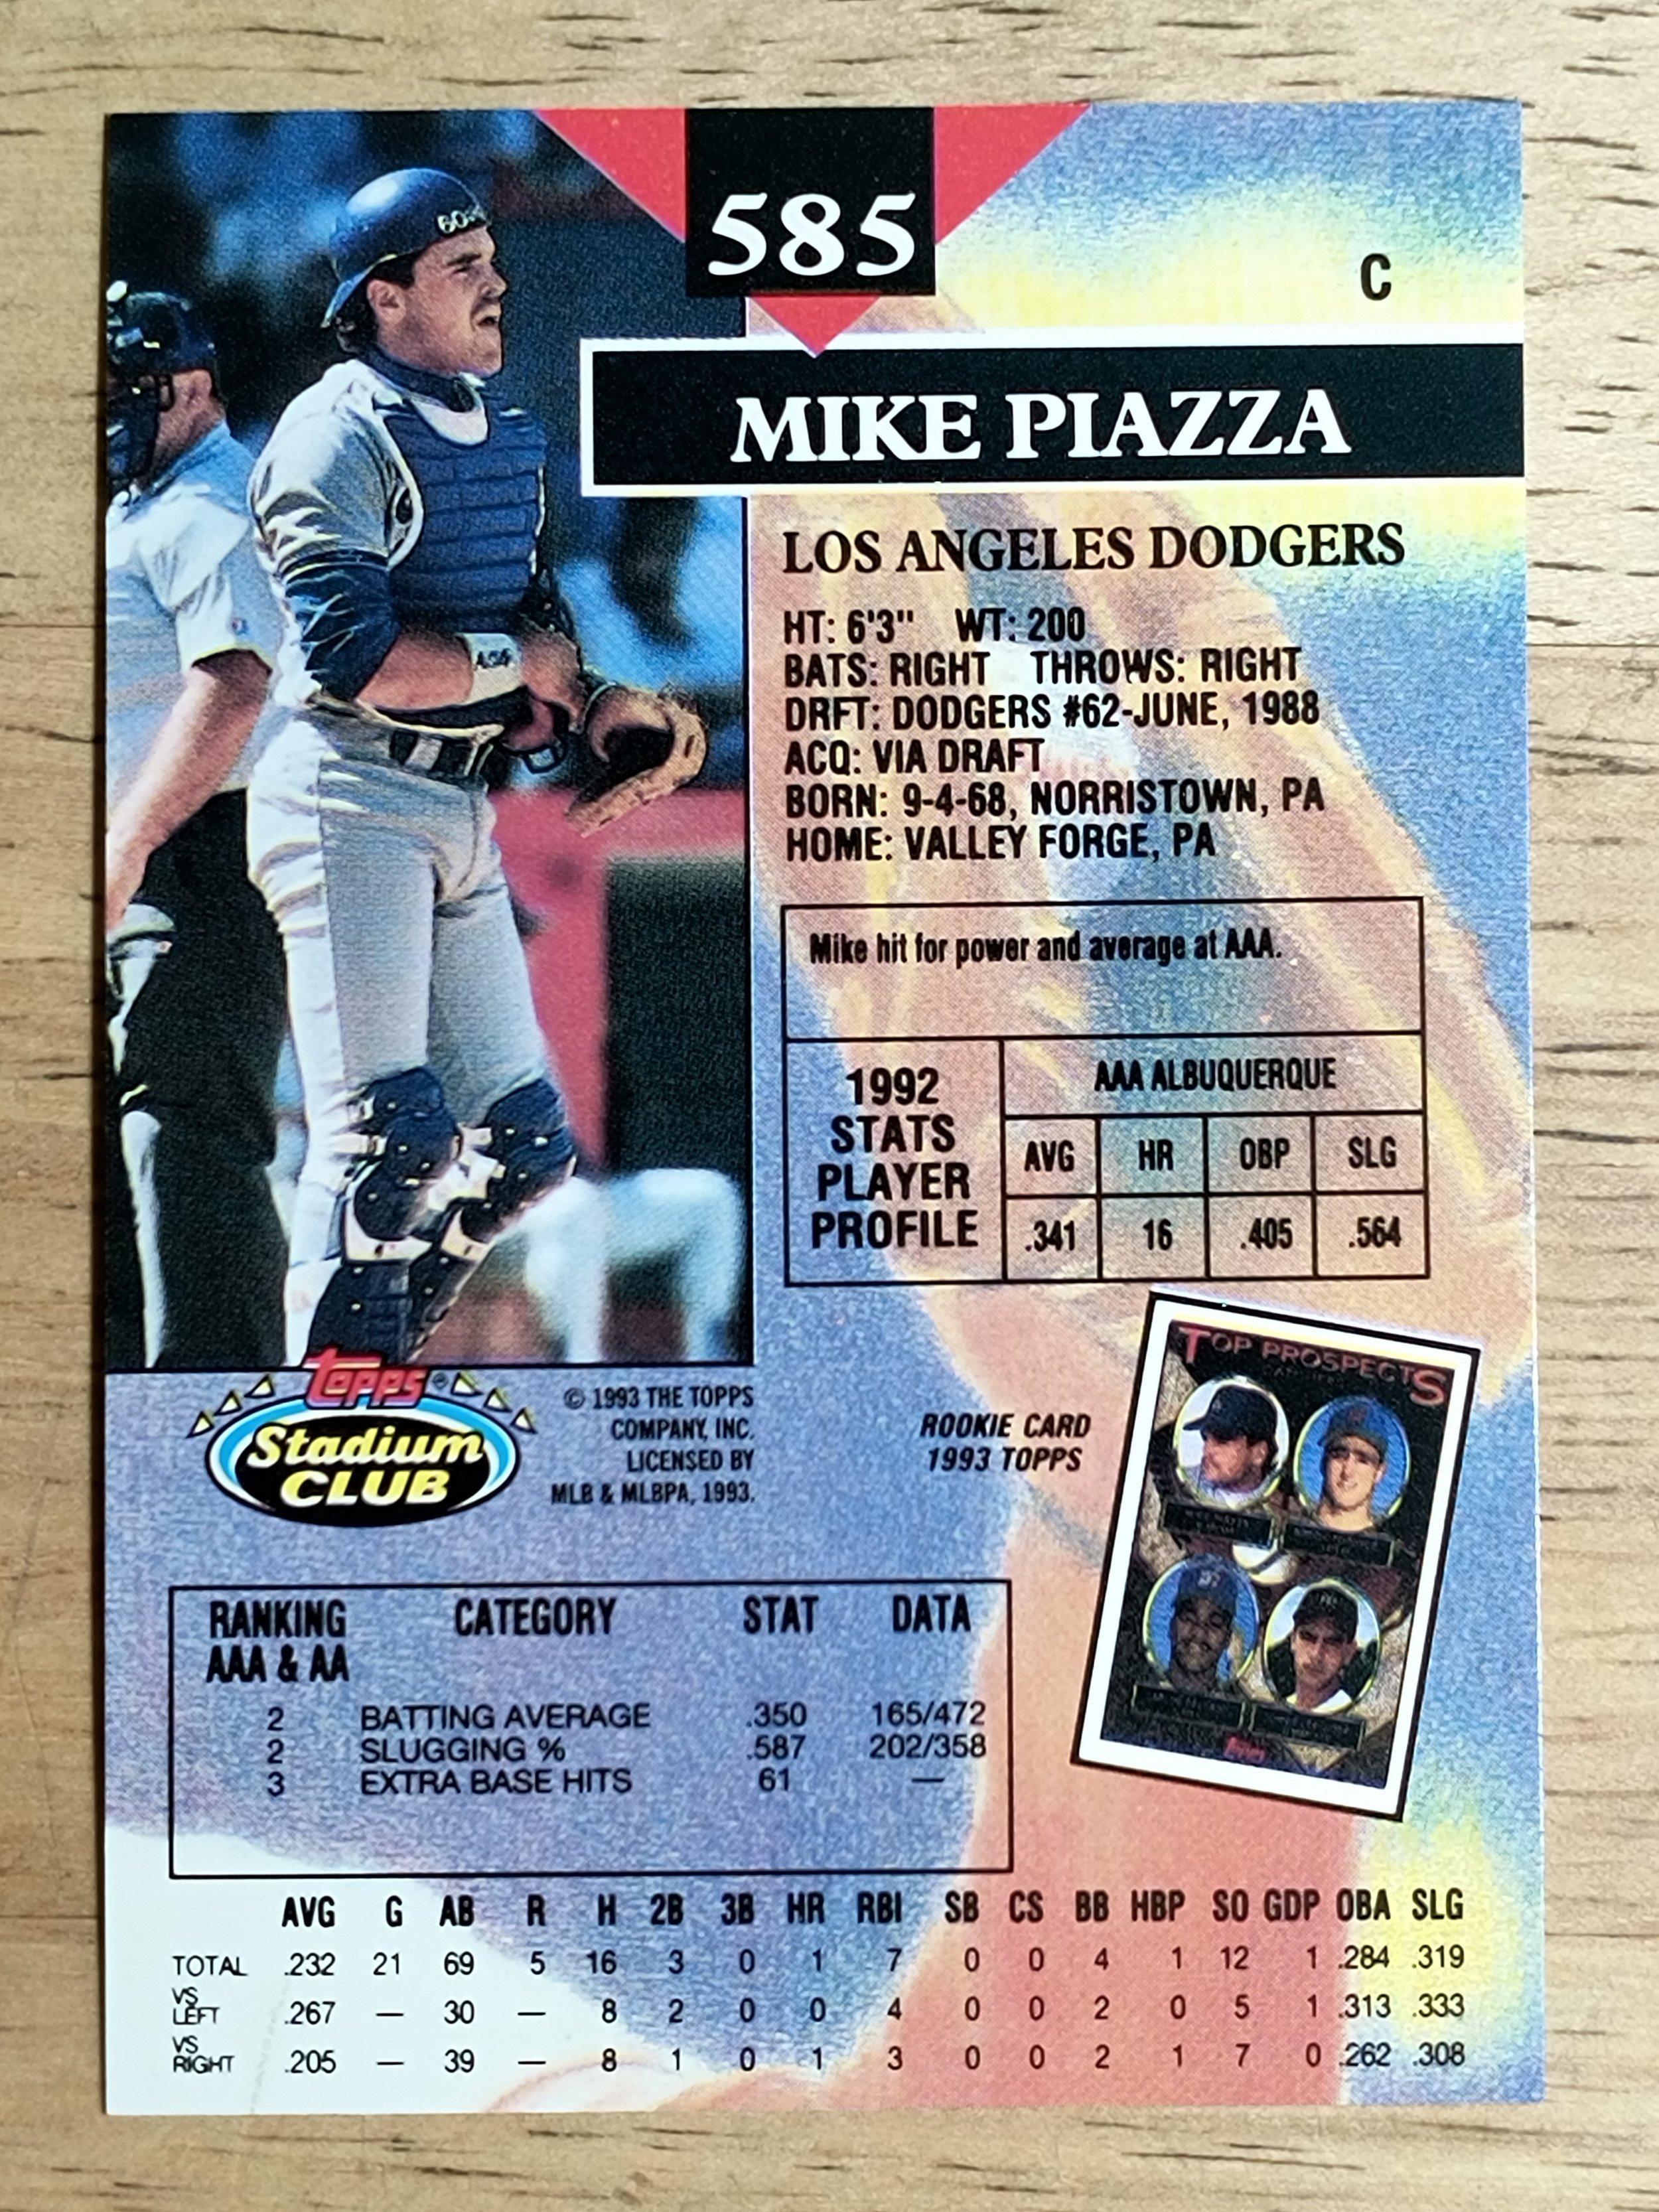 585
C
MIKE PIAZZA
LOS ANGELES DODGERS
HT: 6'3" WT: 200
BATS: RIGHT THROWS: RIGHT
DRFT: DODGERS #62-JUNE, 1988
ACQ: VIA DRAFT
BORN: 9-4-68, NORRISTOWN, PA
HOME: VALLEY FORGE, PA
Mike hit for power and average at AAA.
1992 STATS PLAYER PROFILE
AAA ALBUQUERQUE
AVG HR OBP SLG
.341 16 .405 .564
TOPPS®
Stadium
CLUB
© 1993 THE TOPPS
COMPANY, INC.
LICENSED BY
MLB & MLBPA, 1993.
ROOKIE CARD
1993 TOPPS
TOP PROSPECTS
RANKING CATEGORY STAT DATA
AAA & AA
2 BATTING AVERAGE .350 165/472
2 SLUGGING % .587 202/358
3 EXTRA BASE HITS 61 —
AVG G AB R H 2B 3B HR RBI SB CS BB HBP SO GDP OBA SLG
TOTAL .232 21 69 5 16 3 0 1 7 0 0 4 1 12 1 .284 .319
VS LEFT .267 — 30 — 8 2 0 0 4 0 0 2 0 5 1 .313 .333
VS RIGHT .205 — 39 — 8 1 0 1 3 0 0 2 1 7 0 .262 .308